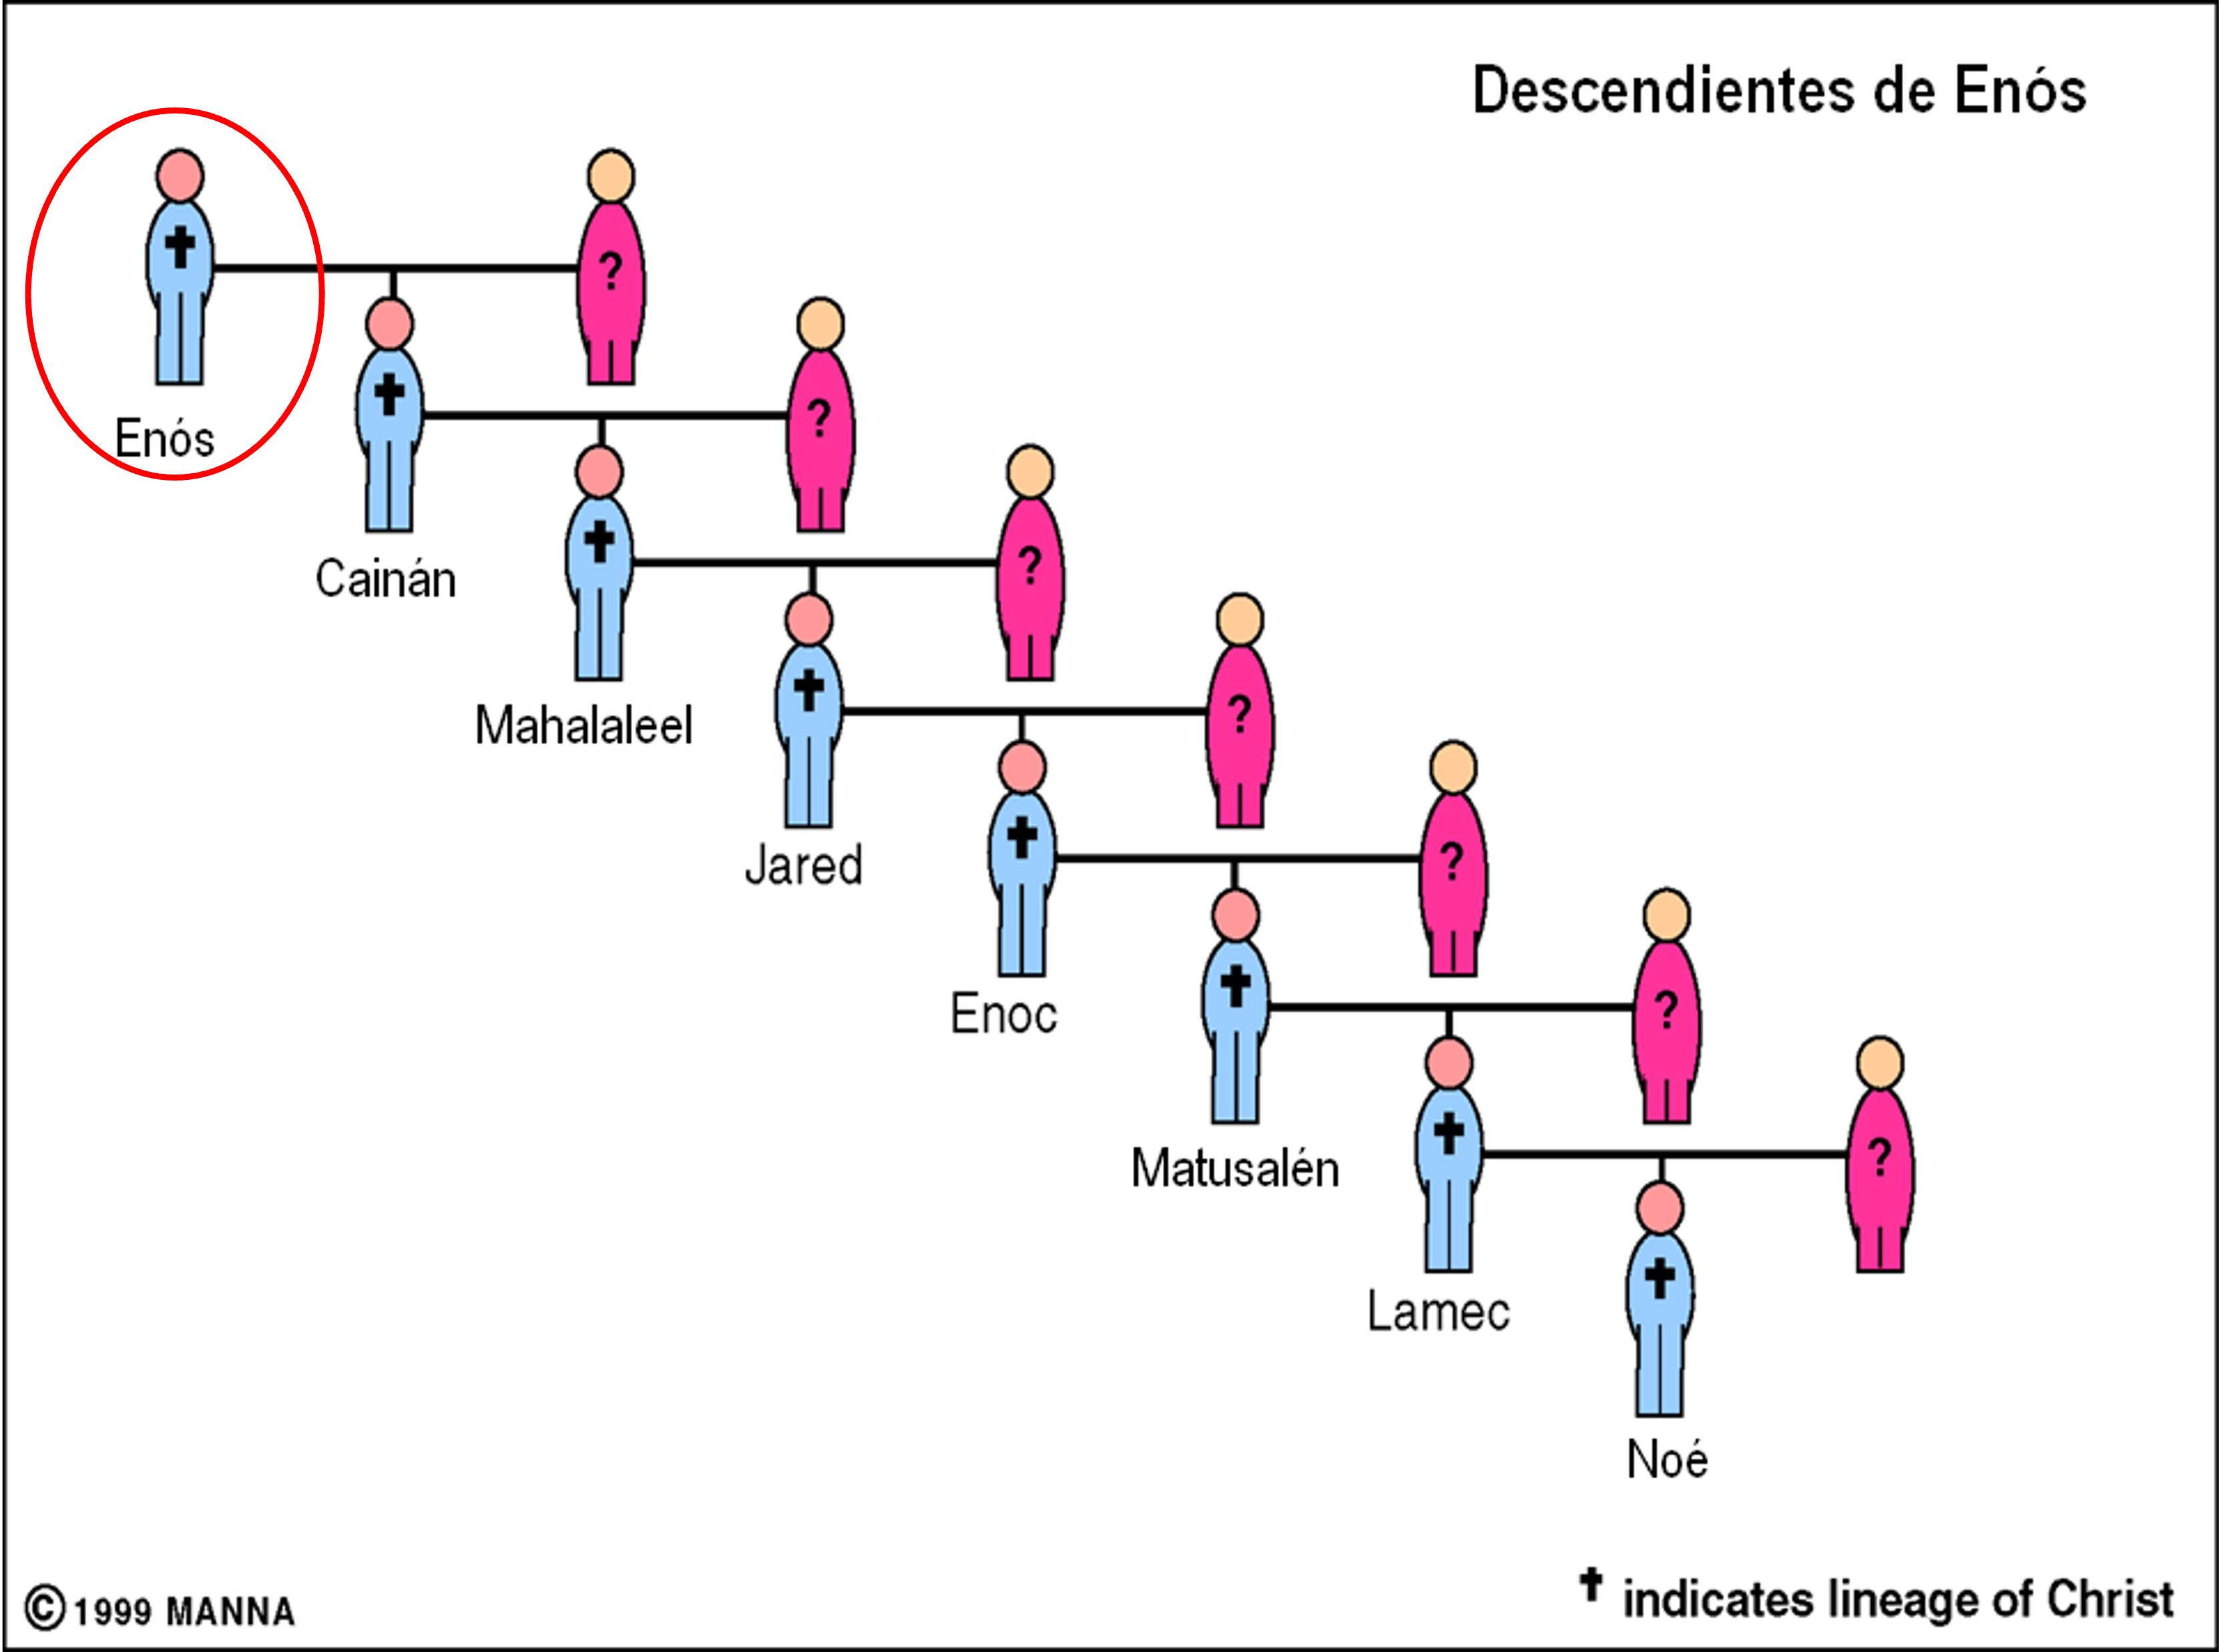 Descendientes de Enós
✝
?
Enós
✝
?
Cainán
✝
?
Mahalaleel
✝
?
Jared
✝
?
Enoc
✝
?
Matusalén
✝
?
Lamec
✝
Noé
✝ indicates lineage of Christ
© 1999 MANNA